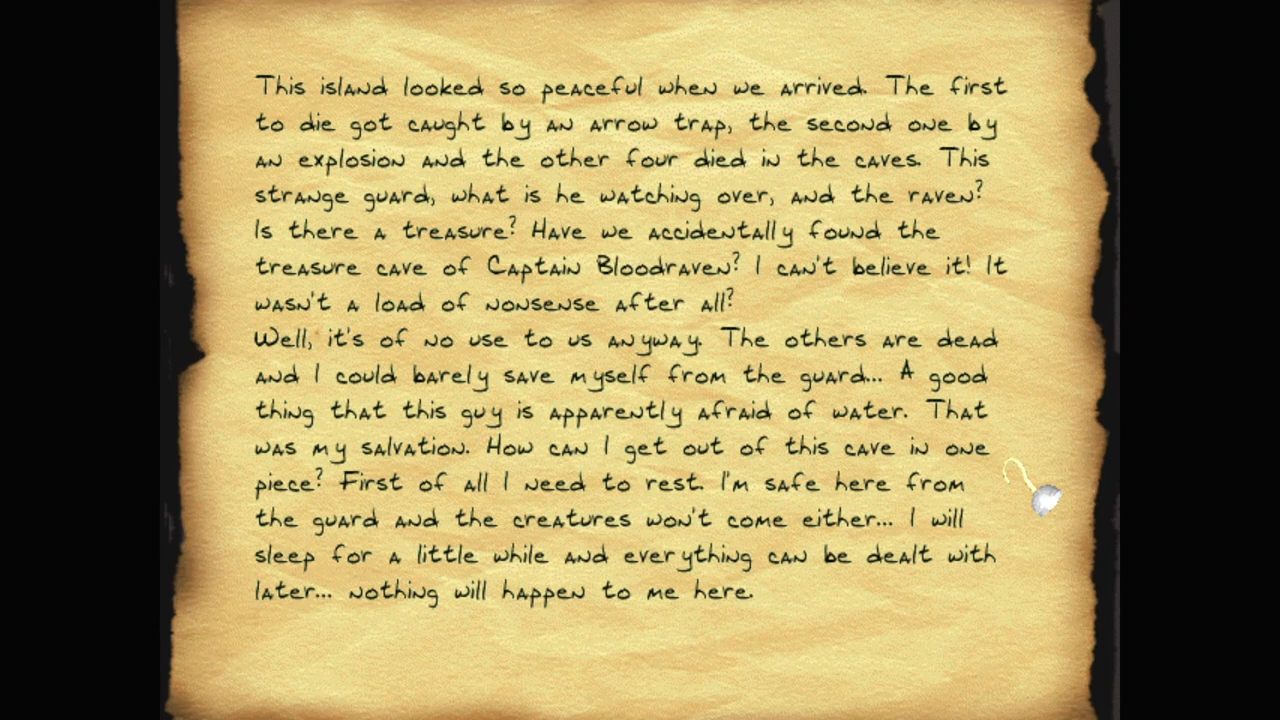 This island looked so peaceful when we arrived. The first
to die got caught by an arrow trap, the second one by
an explosion and the other four died in the caves. This
strange guard, what is he watching over, and the raven?
Is there a treasure? Have we accidentally found the
treasure cave of Captain Bloodraven? I can't believe it! It
wasn't a load of nonsense after all?
Well, it's of no use to us anyway. The others are dead
and I could barely save myself from the guard... A good
thing that this guy is apparently afraid of water. That
was my salvation. How can I get out of this cave in one
piece? First of all I need to rest. I'm safe here from
the guard and the creatures won't come either... I will
sleep for a little while and everything can be dealt with
later... nothing will happen to me here.